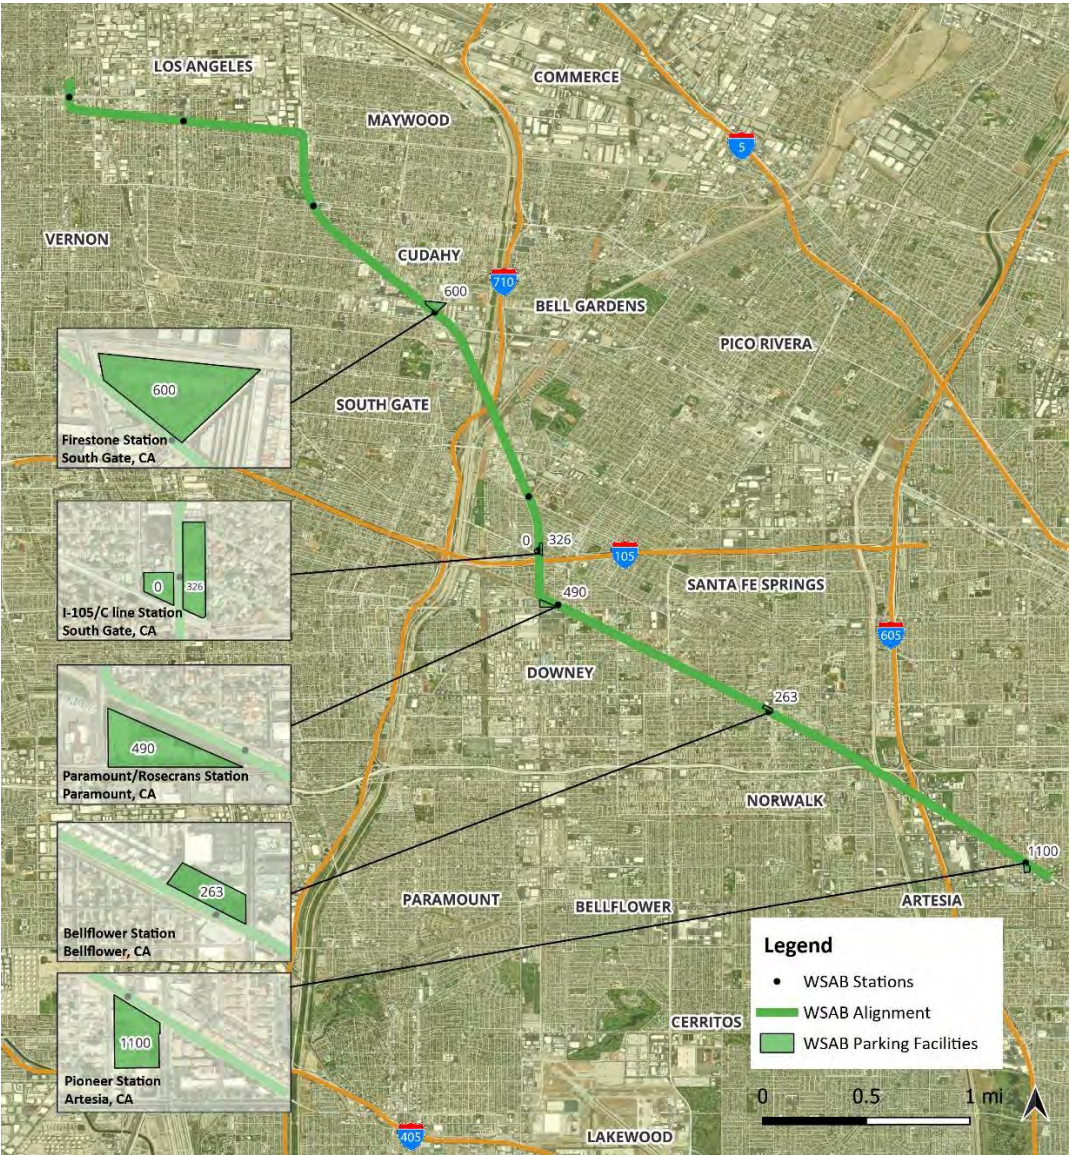 LOS ANGELES
COMMERCE
MAYWOOD
5
VERNON
CUDAHY
710
600
BELL GARDENS
PICO RIVERA
600
Firestone Station
South Gate, CA
SOUTH GATE
0
326
105
0
326
I-105/C line Station
South Gate, CA
SANTA FE SPRINGS
490
605
DOWNEY
263
490
Paramount/Rosecrans Station
Paramount, CA
NORWALK
1100
263
Bellflower Station
Bellflower, CA
PARAMOUNT
BELLFLOWER
ARTESIA
Legend
WSAB Stations
WSAB Alignment
WSAB Parking Facilities
1100
Pioneer Station
Artesia, CA
CERRITOS
0 0.5 1 mi
405
LAKEWOOD